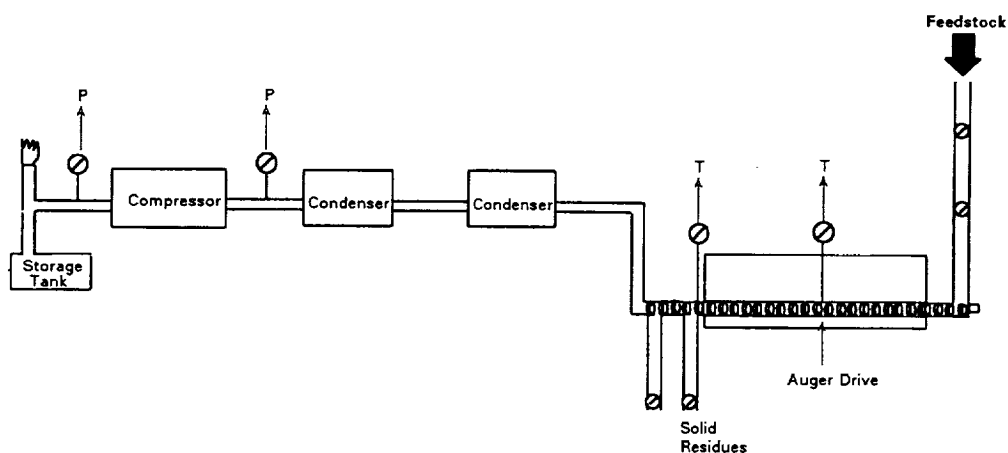 Feedstock
P
P
Compressor
Condenser
Condenser
T
T
Storage
Tank
Auger Drive
Solid
Residues